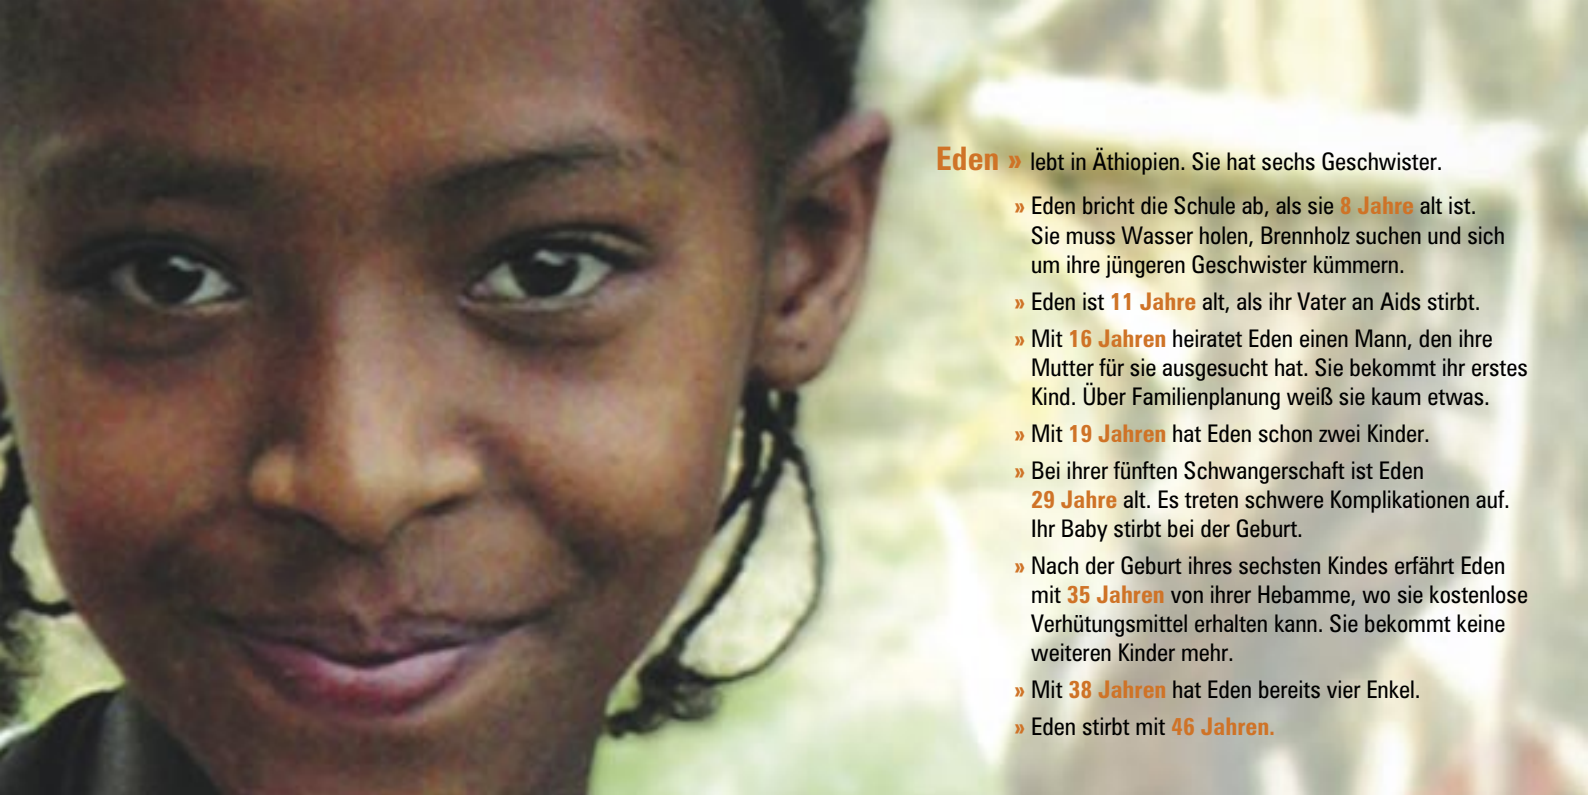 Eden » lebt in Äthiopien. Sie hat sechs Geschwister.
» Eden bricht die Schule ab, als sie 8 Jahre alt ist.
Sie muss Wasser holen, Brennholz suchen und sich
um ihre jüngeren Geschwister kümmern.
» Eden ist 11 Jahre alt, als ihr Vater an Aids stirbt.
» Mit 16 Jahren heiratet Eden einen Mann, den ihre
Mutter für sie ausgesucht hat. Sie bekommt ihr erstes
Kind. Über Familienplanung weiß sie kaum etwas.
» Mit 19 Jahren hat Eden schon zwei Kinder.
» Bei ihrer fünften Schwangerschaft ist Eden
29 Jahre alt. Es treten schwere Komplikationen auf.
Ihr Baby stirbt bei der Geburt.
» Nach der Geburt ihres sechsten Kindes erfährt Eden
mit 35 Jahren von ihrer Hebamme, wo sie kostenlose
Verhütungsmittel erhalten kann. Sie bekommt keine
weiteren Kinder mehr.
» Mit 38 Jahren hat Eden bereits vier Enkel.
» Eden stirbt mit 46 Jahren.